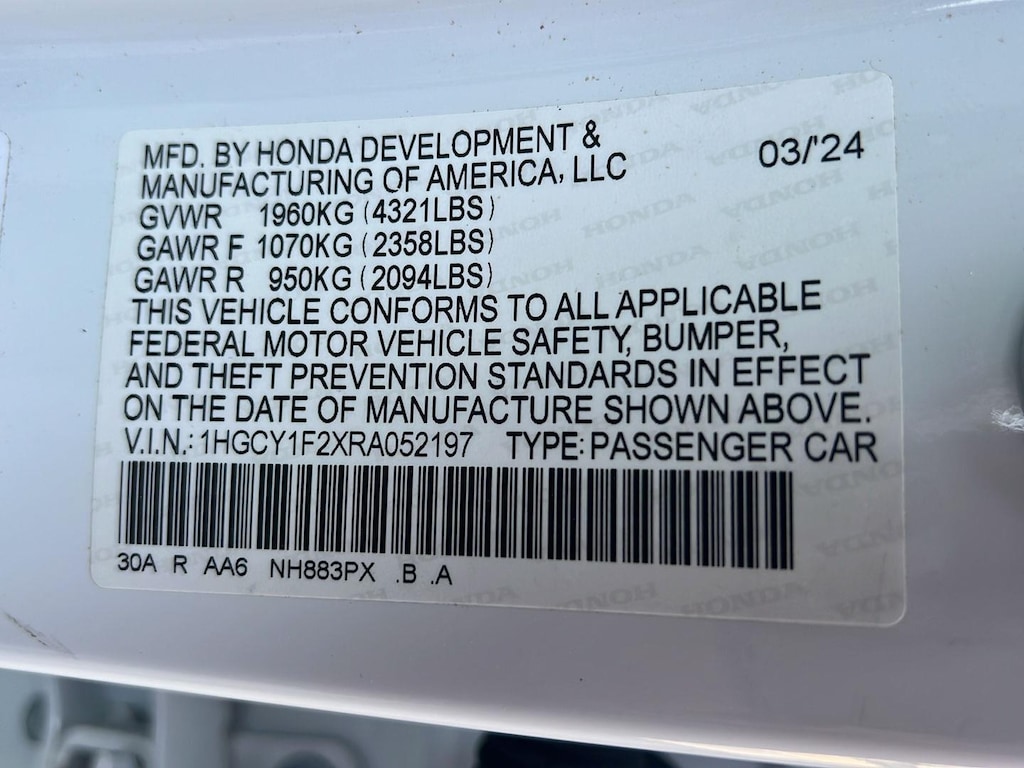 MFD. BY HONDA DEVELOPMENT &
MANUFACTURING OF AMERICA, LLC
03/'24
GVWR 1960KG (4321LBS)
GAWR F 1070KG (2358LBS)
GAWR R 950KG (2094LBS)
THIS VEHICLE CONFORMS TO ALL APPLICABLE
FEDERAL MOTOR VEHICLE SAFETY, BUMPER,
AND THEFT PREVENTION STANDARDS IN EFFECT
ON THE DATE OF MANUFACTURE SHOWN ABOVE.
V.I.N.: 1HGCY1F2XRA052197 TYPE: PASSENGER CAR
30A R AA6 NH883PX .B .A